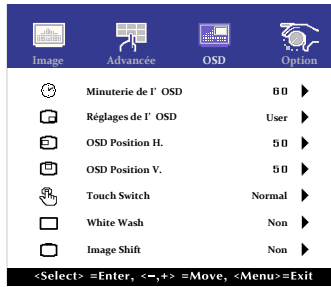 Image Advancée OSD Option
Minuterie de I' OSD 60
Réglages de I' OSD User
OSD Position H. 50
OSD Position V. 50
Touch Switch Normal
White Wash Non
Image Shift Non
<Select> =Enter, <−,+> =Move, <Menu>=Exit